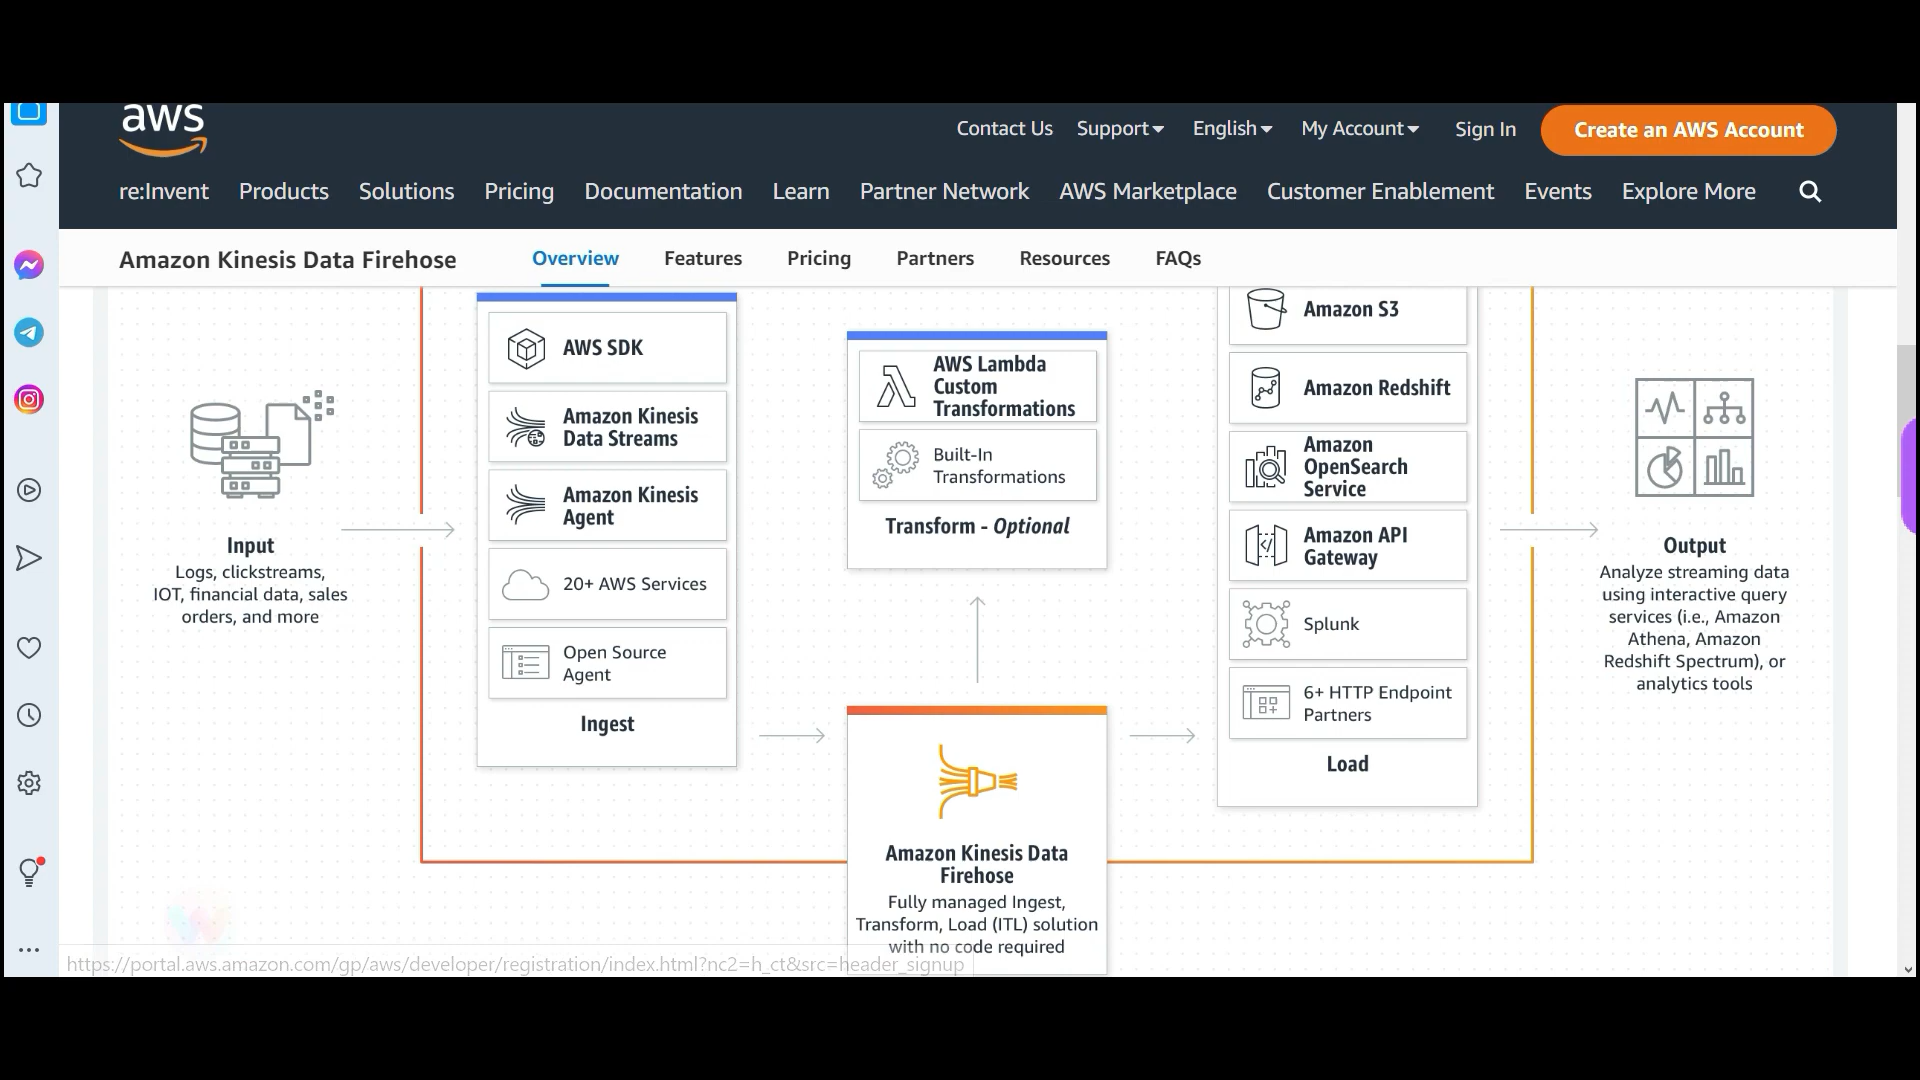 aws
Contact Us Support English My Account Sign In Create an AWS Account
re:Invent Products Solutions Pricing Documentation Learn Partner Network AWS Marketplace Customer Enablement Events Explore More
Amazon Kinesis Data Firehose Overview Features Pricing Partners Resources FAQs
Input
Logs, clickstreams,
IOT, financial data, sales
orders, and more
AWS SDK
Amazon Kinesis
Data Streams
Amazon Kinesis
Agent
20+ AWS Services
Open Source
Agent
Ingest
AWS Lambda
Custom
Transformations
Built-In
Transformations
Transform - Optional
Amazon Kinesis Data
Firehose
Fully managed Ingest,
Transform, Load (ITL) solution
with no code required
Amazon S3
Amazon Redshift
Amazon
OpenSearch
Service
Amazon API
Gateway
Splunk
6+ HTTP Endpoint
Partners
Load
Output
Analyze streaming data
using interactive query
services (i.e., Amazon
Athena, Amazon
Redshift Spectrum), or
analytics tools
https://portal.aws.amazon.com/gp/aws/developer/registration/index.html?nc2=h_ct&src=header_signup